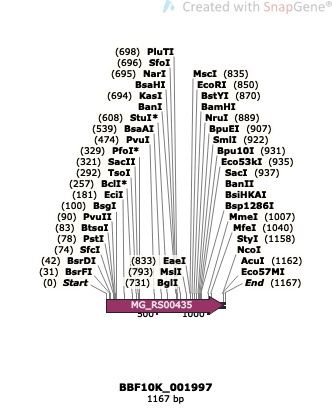 Created with SnapGene®
(698) PluTI
(696) SfoI
(695) NarI
MscI (835)
BsaHI
EcoRI (850)
(694) KasI
BstYI (870)
BanI
BamHI
(608) StuI*
NruI (889)
(539) BsaAI
BpuEI (907)
(474) PvuI
SmlI (922)
(329) PfoI*
Bpu10I (931)
(321) SacII
Eco53kI (935)
(292) TsoI
SacI (937)
(257) BclI*
BanII
(181) EciI
BsiHKAI
(100) BsgI
Bsp1286I
(90) PvuII
MmeI (1007)
(83) BtsαI
MfeI (1040)
(78) PstI
StyI (1158)
(74) SfcI
NcoI
(42) BsrDI
(833) EaeI
AcuI (1162)
(31) BsrFI
(793) MslI
Eco57MI
(0) Start
(731) BglI
End (1167)
MG_RS00435
500
1000
BBF10K_001997
1167 bp